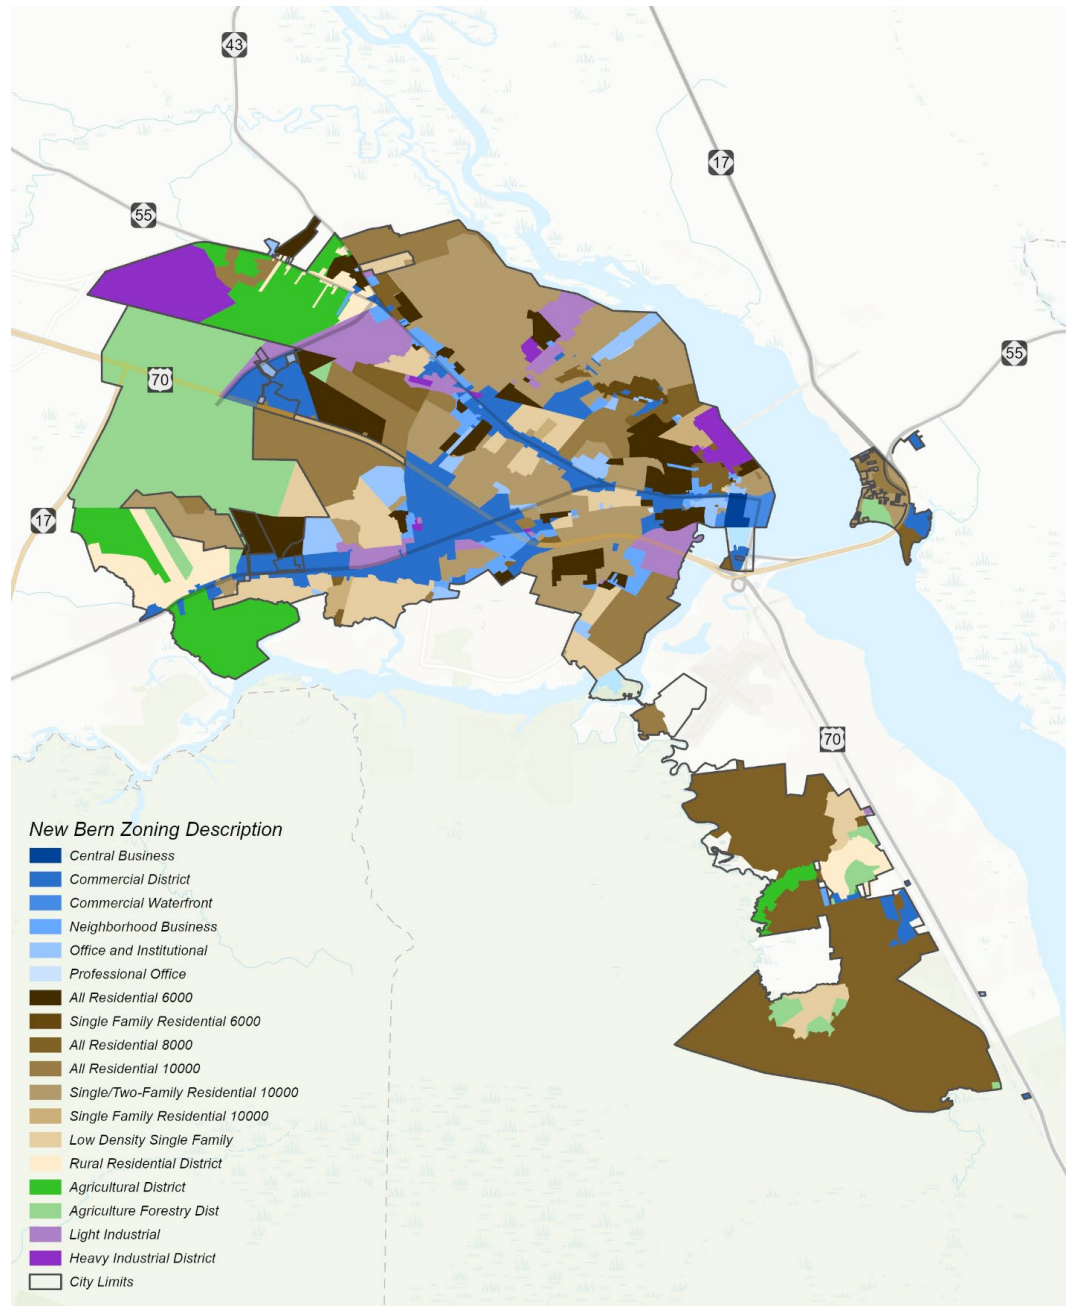 43
17
55
55
70
17
70
New Bern Zoning Description
Central Business
Commercial District
Commercial Waterfront
Neighborhood Business
Office and Institutional
Professional Office
All Residential 6000
Single Family Residential 6000
All Residential 8000
All Residential 10000
Single/Two-Family Residential 10000
Single Family Residential 10000
Low Density Single Family
Rural Residential District
Agricultural District
Agriculture Forestry Dist
Light Industrial
Heavy Industrial District
City Limits